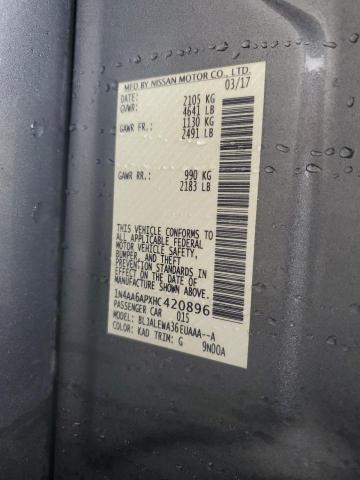 MFD BY NISSAN MOTOR CO., LTD.
03/17
DATE:
GVWR: 2105 KG
4641 LB
GAWR FR.: 1130 KG
2491 LB
GAWR RR.: 990 KG
2183 LB
THIS VEHICLE CONFORMS TO
ALL APPLICABLE FEDERAL
MOTOR VEHICLE SAFETY,
BUMPER, AND THEFT
PREVENTION STANDARDS
IN EFFECT ON THE DATE OF
MANUFACTURE SHOWN ABOVE.
1N4AA6APXHC420896
PASSENGER CAR 015
BLJALEWA36EUAAA--A
COLOR: KAD TRIM: G 9N00A